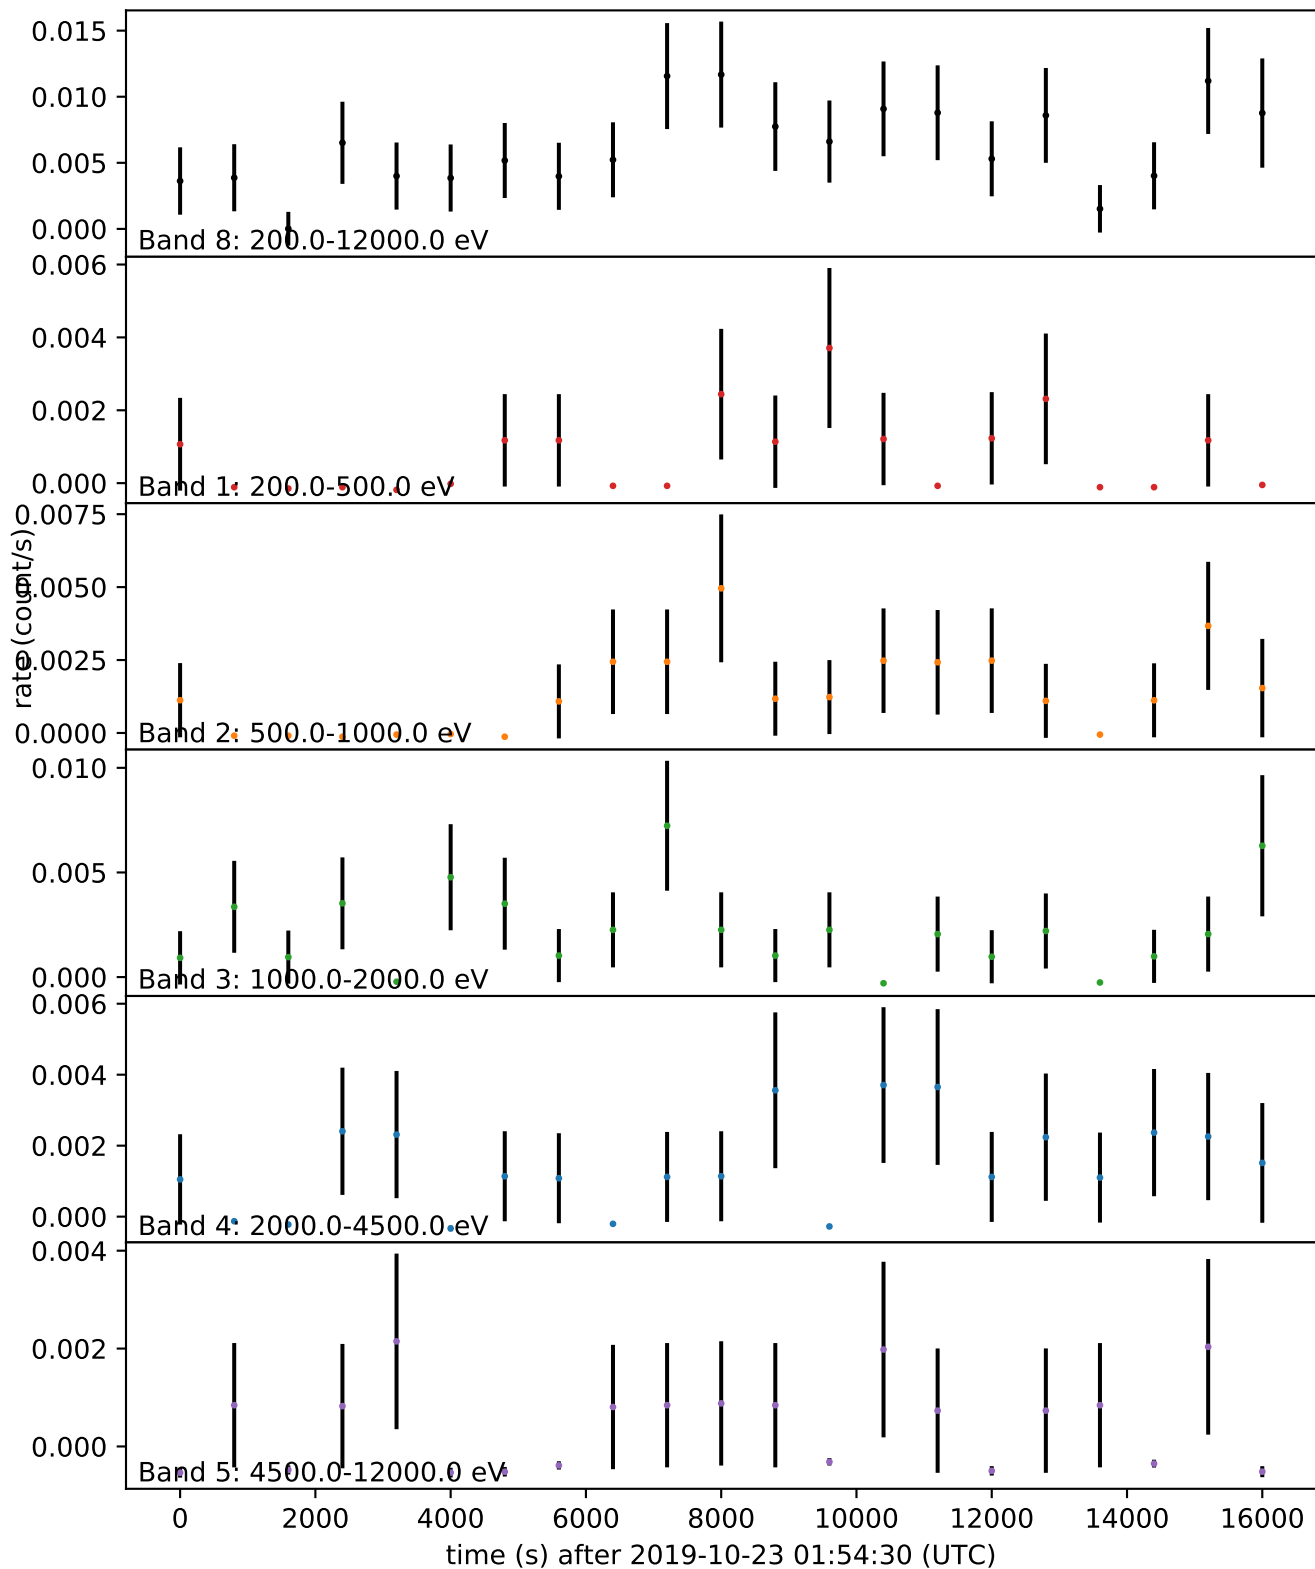 0.015
0.010
0.005
0.000
Band 8: 200.0-12000.0 eV
0.006
0.004
0.002
0.000
Band 1: 200.0-500.0 eV
rate (count/s)
0.0075
0.0050
0.0025
0.0000
Band 2: 500.0-1000.0 eV
0.010
0.005
0.000
Band 3: 1000.0-2000.0 eV
0.006
0.004
0.002
0.000
Band 4: 2000.0-4500.0 eV
0.004
0.002
0.000
Band 5: 4500.0-12000.0 eV
0 2000 4000 6000 8000 10000 12000 14000 16000
time (s) after 2019-10-23 01:54:30 (UTC)